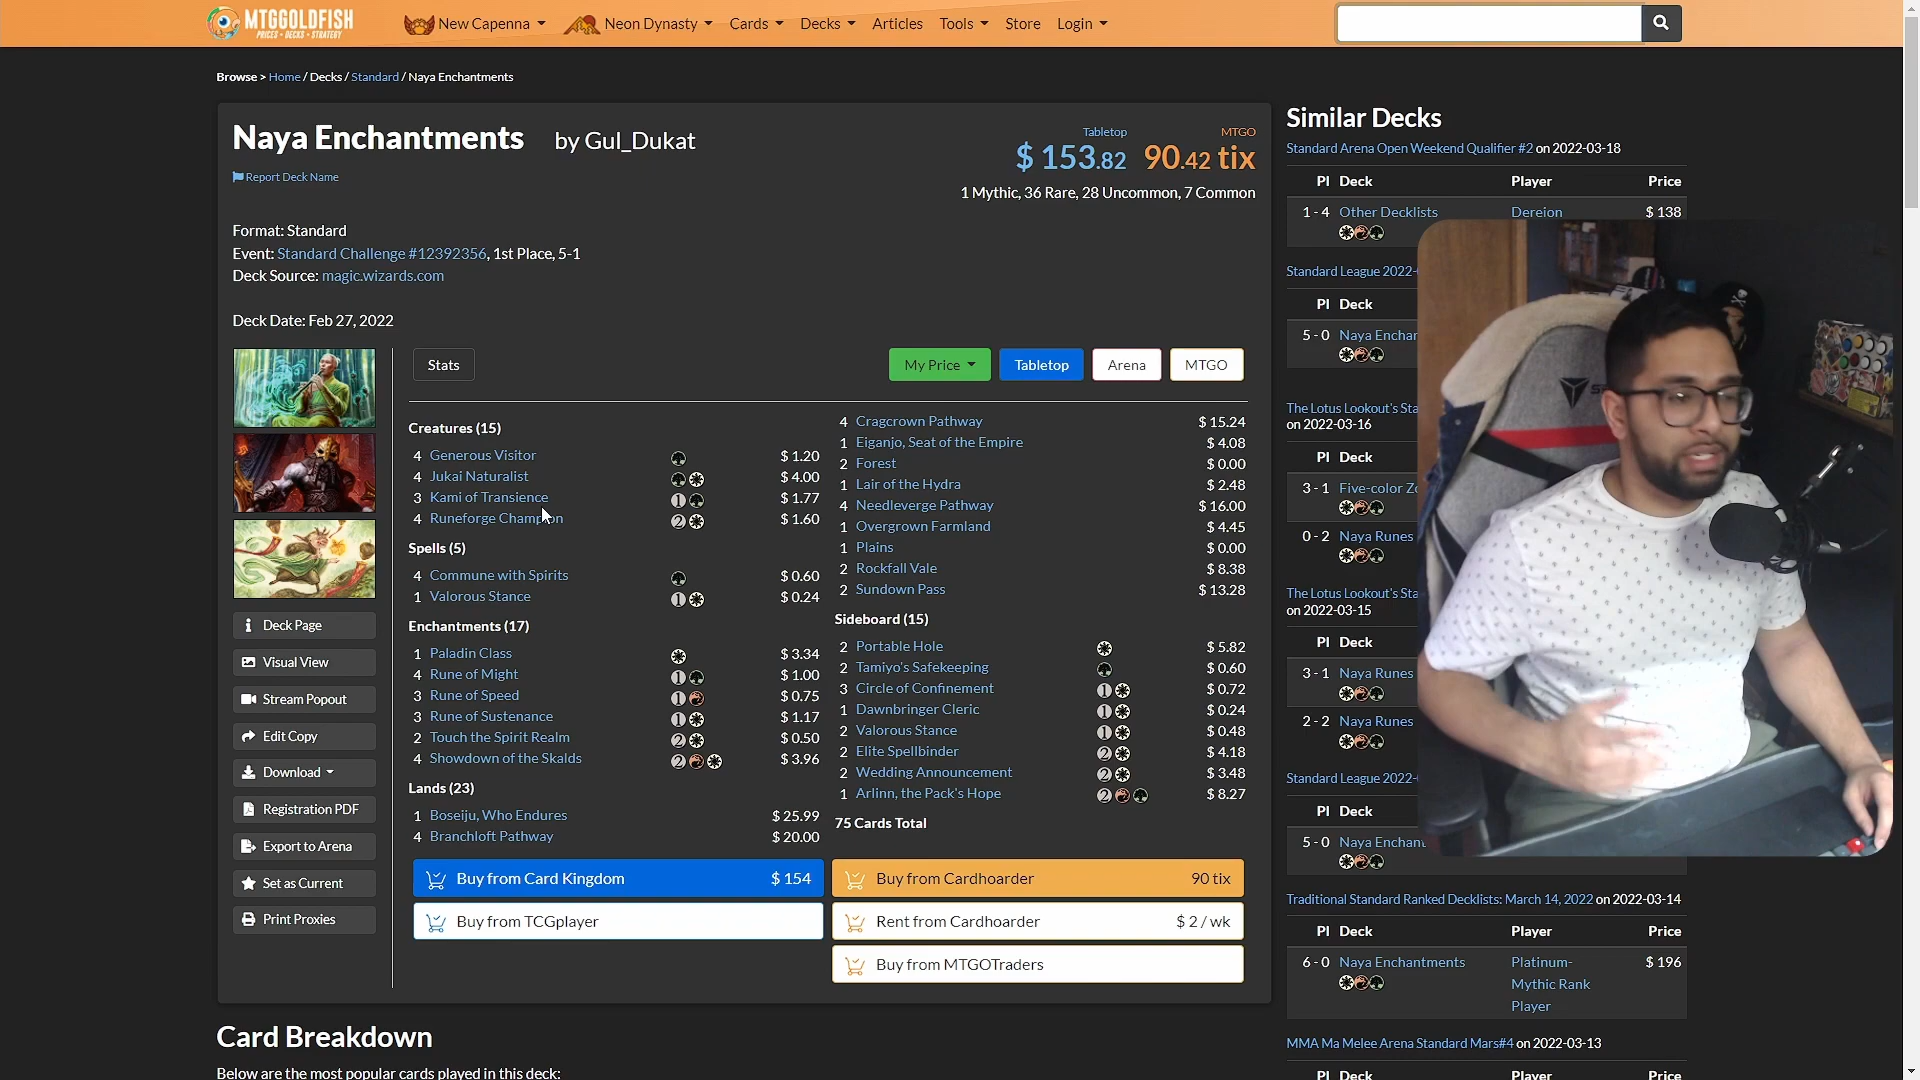 MTGGOLDFISH
PRICES - DECKS - STRATEGY
New Capenna
Neon Dynasty
Cards
Decks
Articles
Tools
Store
Login
Browse > Home / Decks / Standard / Naya Enchantments
Naya Enchantments by Gul_Dukat
Report Deck Name
Tabletop
$ 153.82
MTGO
90.42 tix
1 Mythic, 36 Rare, 28 Uncommon, 7 Common
Format: Standard
Event: Standard Challenge #12392356, 1st Place, 5-1
Deck Source: magic.wizards.com
Deck Date: Feb 27, 2022
Stats
My Price
Tabletop
Arena
MTGO
Deck Page
Visual View
Stream Popout
Edit Copy
Download
Registration PDF
Export to Arena
Set as Current
Print Proxies
Creatures (15)
4 Generous Visitor $ 1.20
4 Jukai Naturalist $ 4.00
3 Kami of Transience 1 $ 1.77
4 Runeforge Champion 2 $ 1.60
Spells (5)
4 Commune with Spirits $ 0.60
1 Valorous Stance 1 $ 0.24
Enchantments (17)
1 Paladin Class $ 3.34
4 Rune of Might 1 $ 1.00
3 Rune of Speed 1 $ 0.75
3 Rune of Sustenance 1 $ 1.17
2 Touch the Spirit Realm 2 $ 0.50
4 Showdown of the Skalds 2 $ 3.96
Lands (23)
1 Boseiju, Who Endures $ 25.99
4 Branchloft Pathway $ 20.00
4 Cragcrown Pathway $ 15.24
1 Eiganjo, Seat of the Empire $ 4.08
2 Forest $ 0.00
1 Lair of the Hydra $ 2.48
4 Needleverge Pathway $ 16.00
1 Overgrown Farmland $ 4.45
1 Plains $ 0.00
2 Rockfall Vale $ 8.38
2 Sundown Pass $ 13.28
Sideboard (15)
2 Portable Hole $ 5.82
2 Tamiyo's Safekeeping $ 0.60
3 Circle of Confinement 1 $ 0.72
1 Dawnbringer Cleric 1 $ 0.24
2 Valorous Stance 1 $ 0.48
2 Elite Spellbinder 2 $ 4.18
2 Wedding Announcement 2 $ 3.48
1 Arlinn, the Pack's Hope 2 $ 8.27
75 Cards Total
Buy from Card Kingdom $ 154
Buy from TCGplayer
Buy from Cardhoarder 90 tix
Rent from Cardhoarder $ 2 / wk
Buy from MTGOTraders
Card Breakdown
Below are the most popular cards played in this deck:
Similar Decks
Standard Arena Open Weekend Qualifier #2 on 2022-03-18
Pl Deck Player Price
1 - 4 Other Decklists Dereion $ 138
Standard League 2022-
Pl Deck
5 - 0 Naya Enchan
The Lotus Lookout's Sta
on 2022-03-16
Pl Deck
3 - 1 Five-color Zo
0 - 2 Naya Runes
The Lotus Lookout's Sta
on 2022-03-15
Pl Deck
3 - 1 Naya Runes
2 - 2 Naya Runes
Standard League 2022-
Pl Deck
5 - 0 Naya Enchant
Traditional Standard Ranked Decklists: March 14, 2022 on 2022-03-14
Pl Deck Player Price
6 - 0 Naya Enchantments Platinum- $ 196
Mythic Rank
Player
MMA Ma Melee Arena Standard Mars#4 on 2022-03-13
Pl Deck Player Price